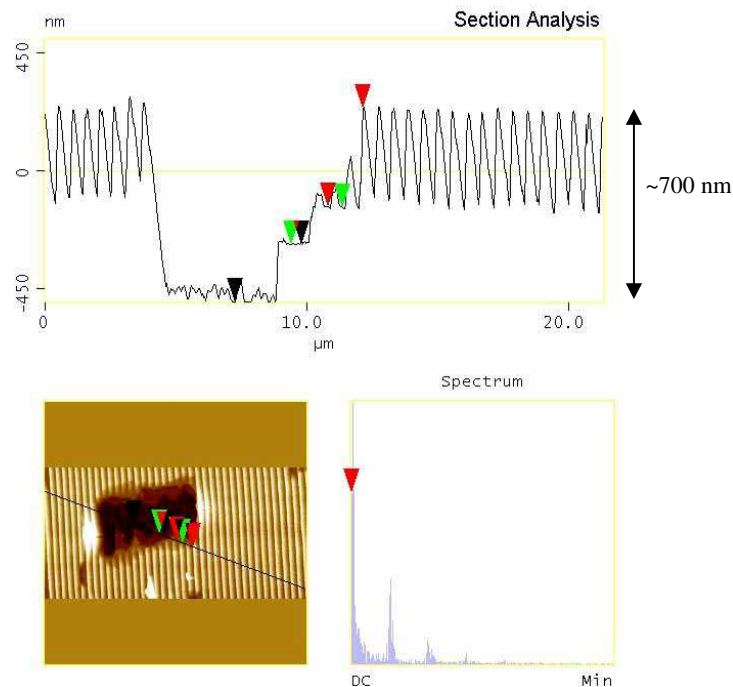 nm
Section Analysis
450
0
-450
~700 nm
0
10.0
20.0
µm
Spectrum
DC
Min